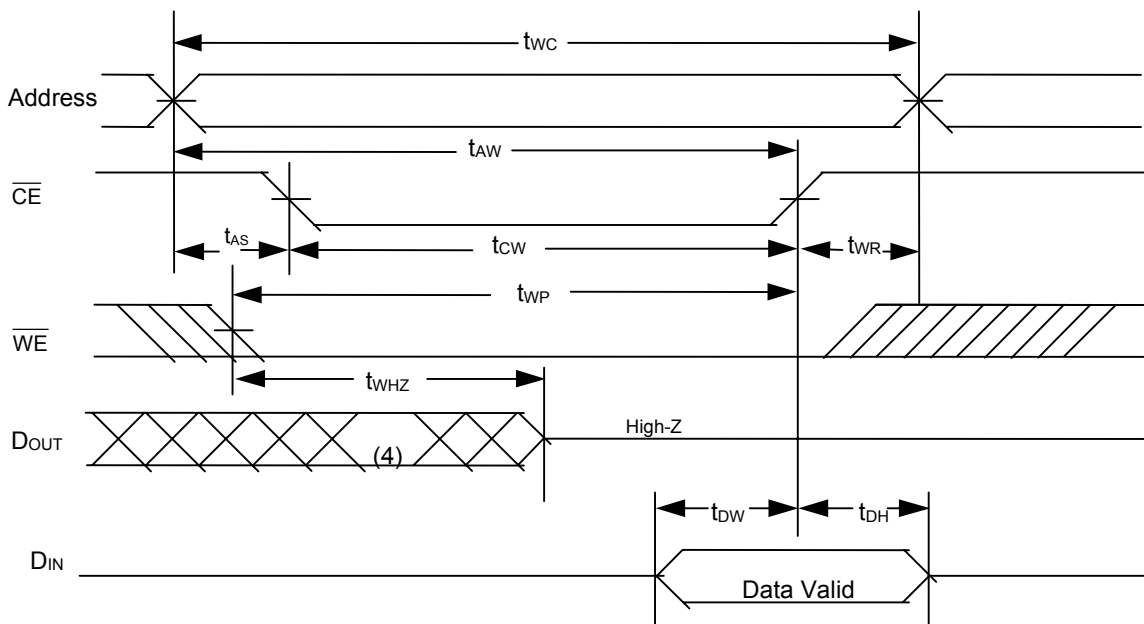 tWC
Address
tAW
CE
tAS
tCW
tWR
tWP
WE
tWHZ
DOUT
(4)
High-Z
tDW
tDH
DIN
Data Valid